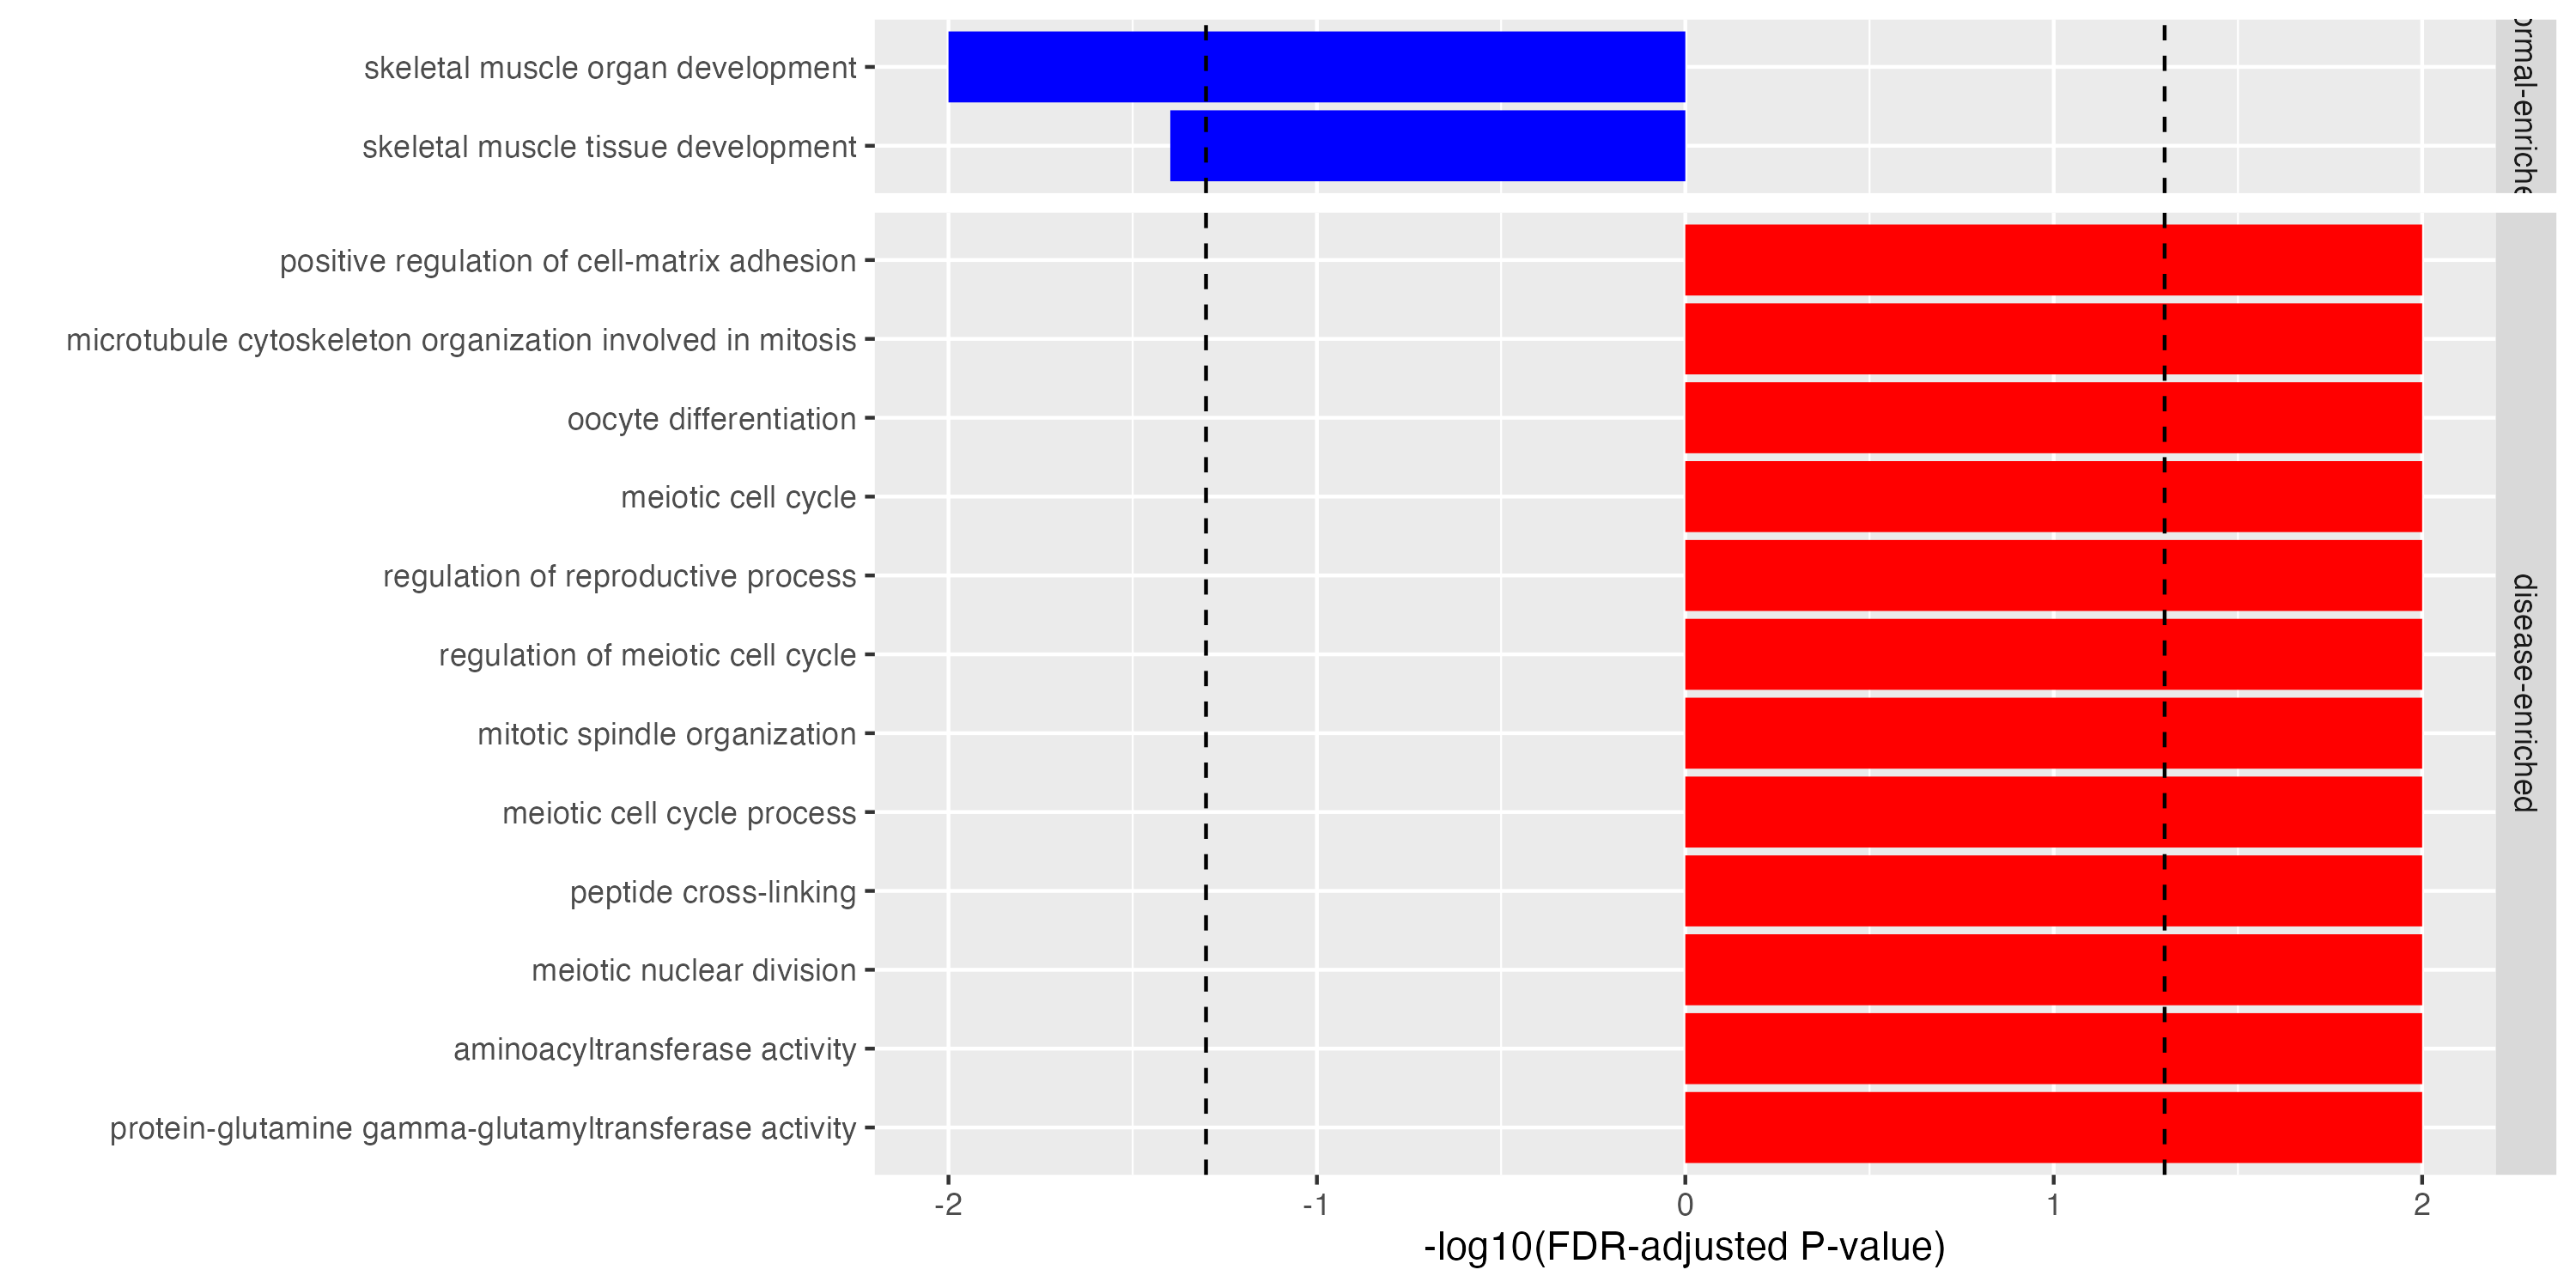 skeletal muscle organ development
skeletal muscle tissue development
positive regulation of cell-matrix adhesion
microtubule cytoskeleton organization involved in mitosis
oocyte differentiation
meiotic cell cycle
regulation of reproductive process
regulation of meiotic cell cycle
mitotic spindle organization
meiotic cell cycle process
peptide cross-linking
meiotic nuclear division
aminoacyltransferase activity
protein-glutamine gamma-glutamyltransferase activity
ormal-enriche
disease-enriched
-2 -1 0 1 2
-log10(FDR-adjusted P-value)